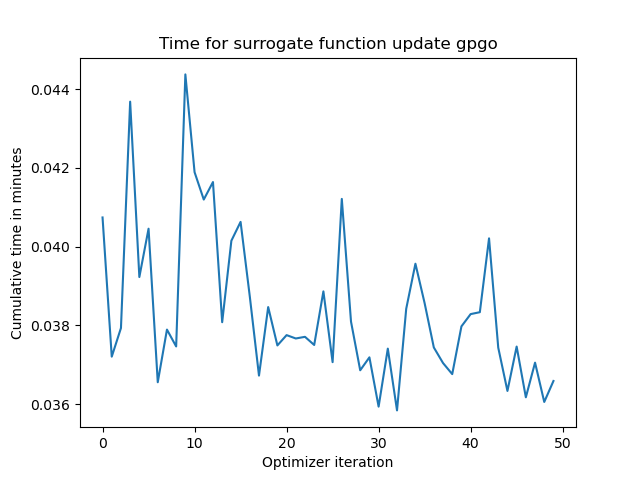 Time for surrogate function update gpgo
Cumulative time in minutes
0.044
0.042
0.040
0.038
0.036
0 10 20 30 40 50
Optimizer iteration